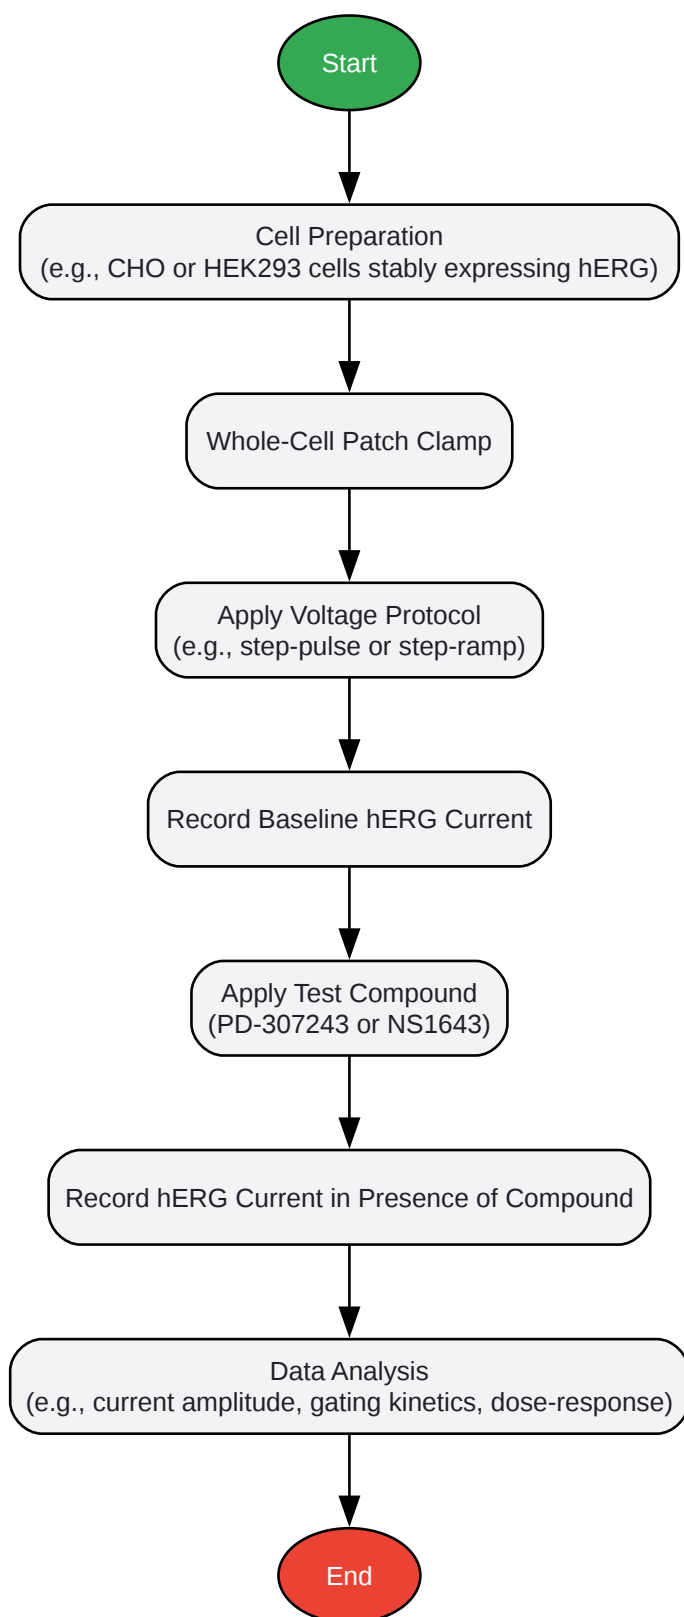 Start
Cell Preparation
(e.g., CHO or HEK293 cells stably expressing hERG)
Whole-Cell Patch Clamp
Apply Voltage Protocol
(e.g., step-pulse or step-ramp)
Record Baseline hERG Current
Apply Test Compound
(PD-307243 or NS1643)
Record hERG Current in Presence of Compound
Data Analysis
(e.g., current amplitude, gating kinetics, dose-response)
End